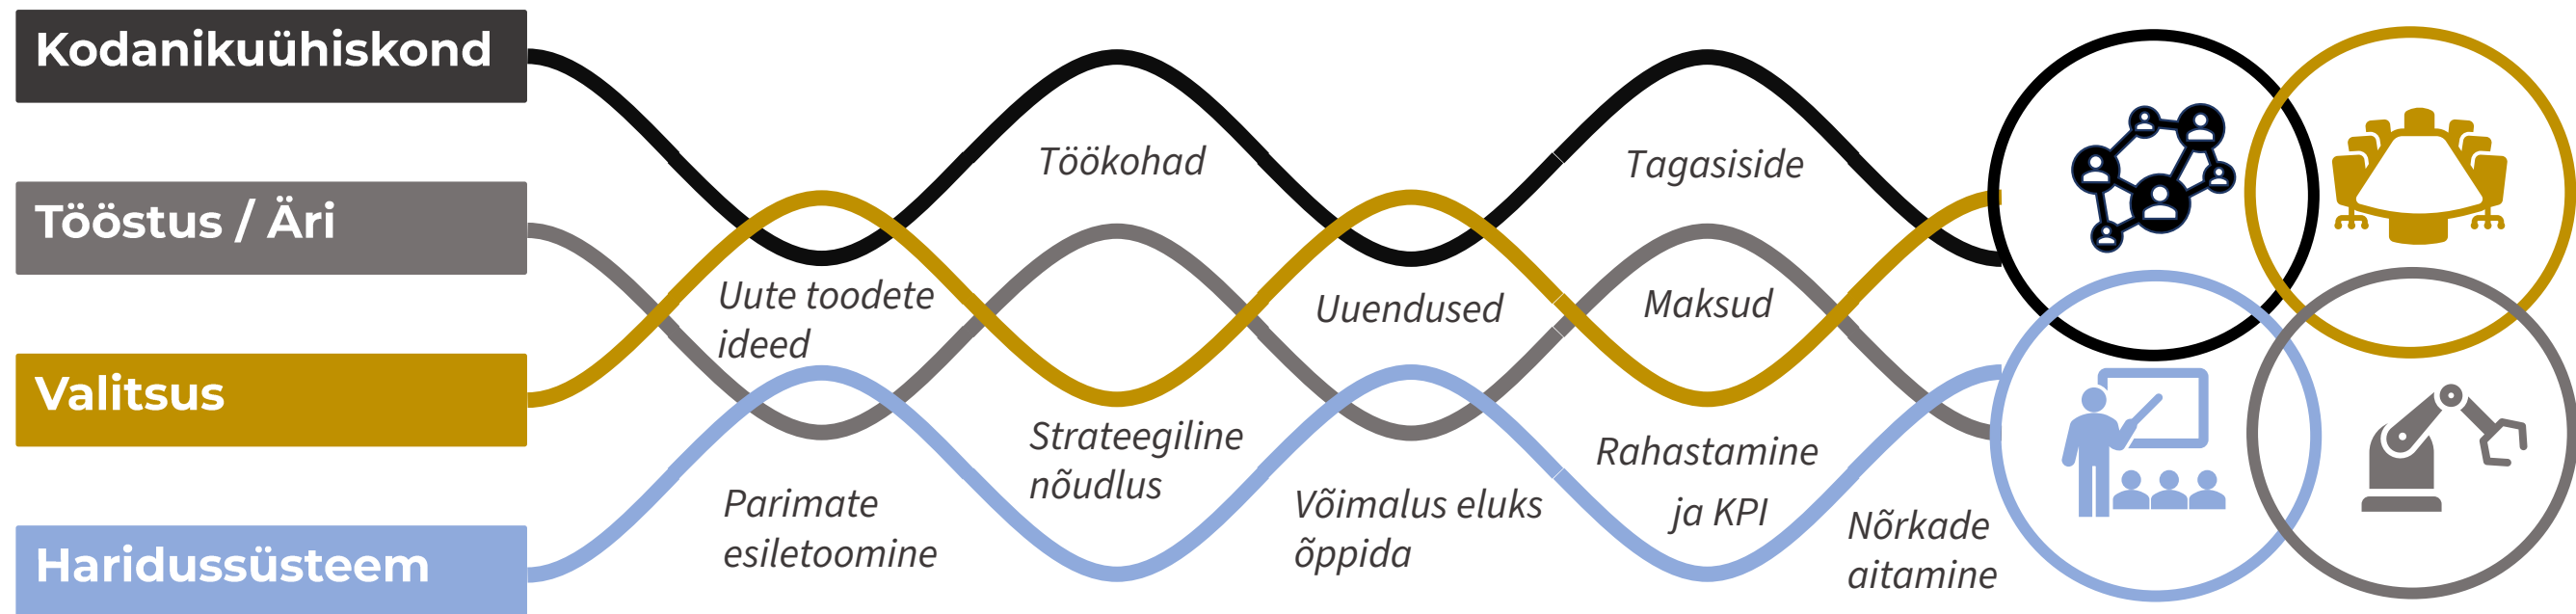 Kodanikuühiskond
Tööstus / Äri
Valitsus
Haridussüsteem
Uute toodete
ideed
Parimate
esiletoomine
Töökohad
Strateegiline
nõudlus
Uuendused
Võimalus eluks
õppida
Tagasiside
Maksud
Rahastamine
ja KPI
Nõrkade
aitamine